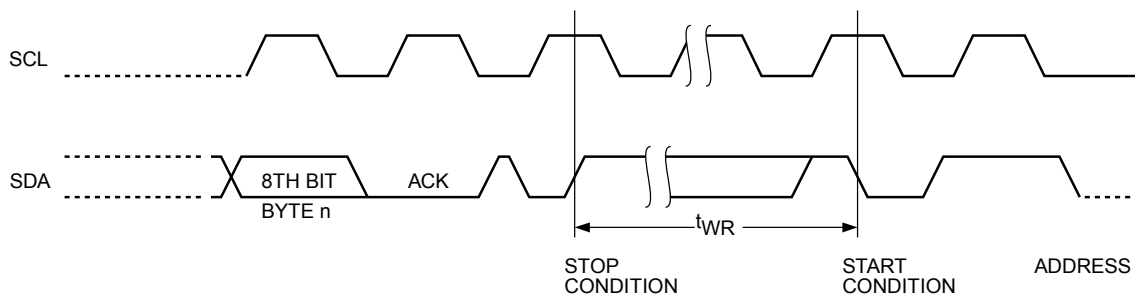 SCL
SDA
8TH BIT
ACK
BYTE n
tWR
STOP
CONDITION
START
CONDITION
ADDRESS